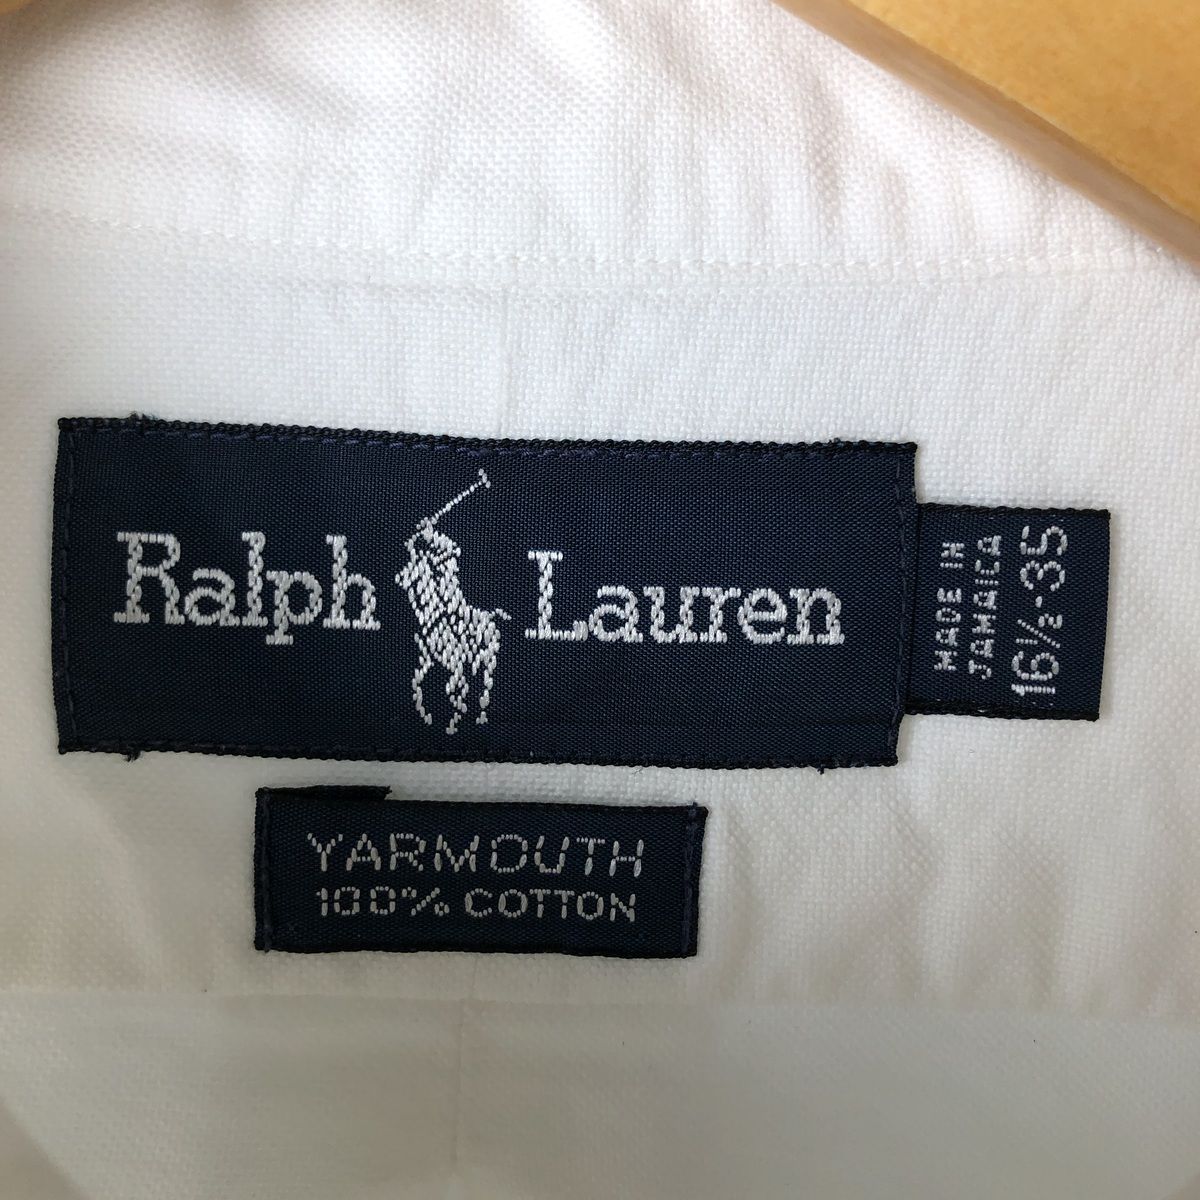 Ralph Lauren
MADE IN
JAMAICA
16½-35
YARMOUTH
100% COTTON